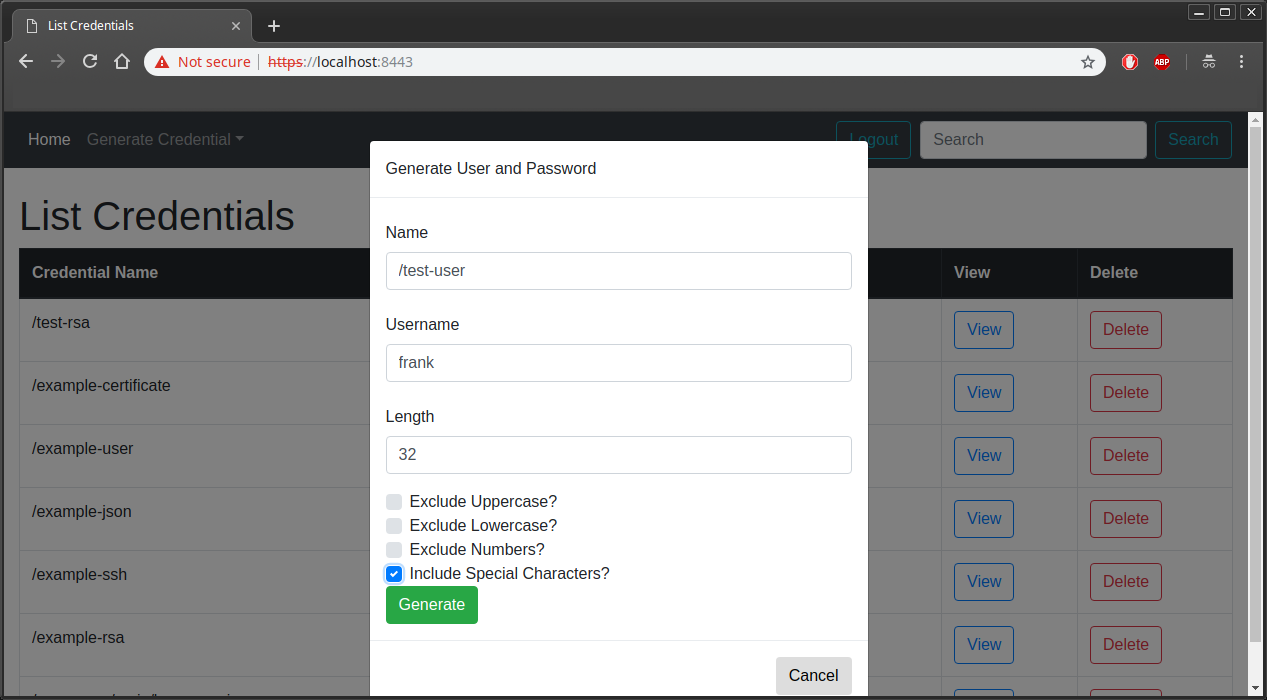 List Credentials
Not secure | https://localhost:8443
ABP
Home Generate Credential Logout Search Search
Generate User and Password
List Credentials
Name
Credential Name View Delete
/test-user
/test-rsa View Delete
Username
frank
/example-certificate View Delete
Length
/example-user View Delete
32
Exclude Uppercase?
/example-json View Delete
Exclude Lowercase?
Exclude Numbers?
Include Special Characters?
/example-ssh View Delete
Generate
/example-rsa View Delete
Cancel